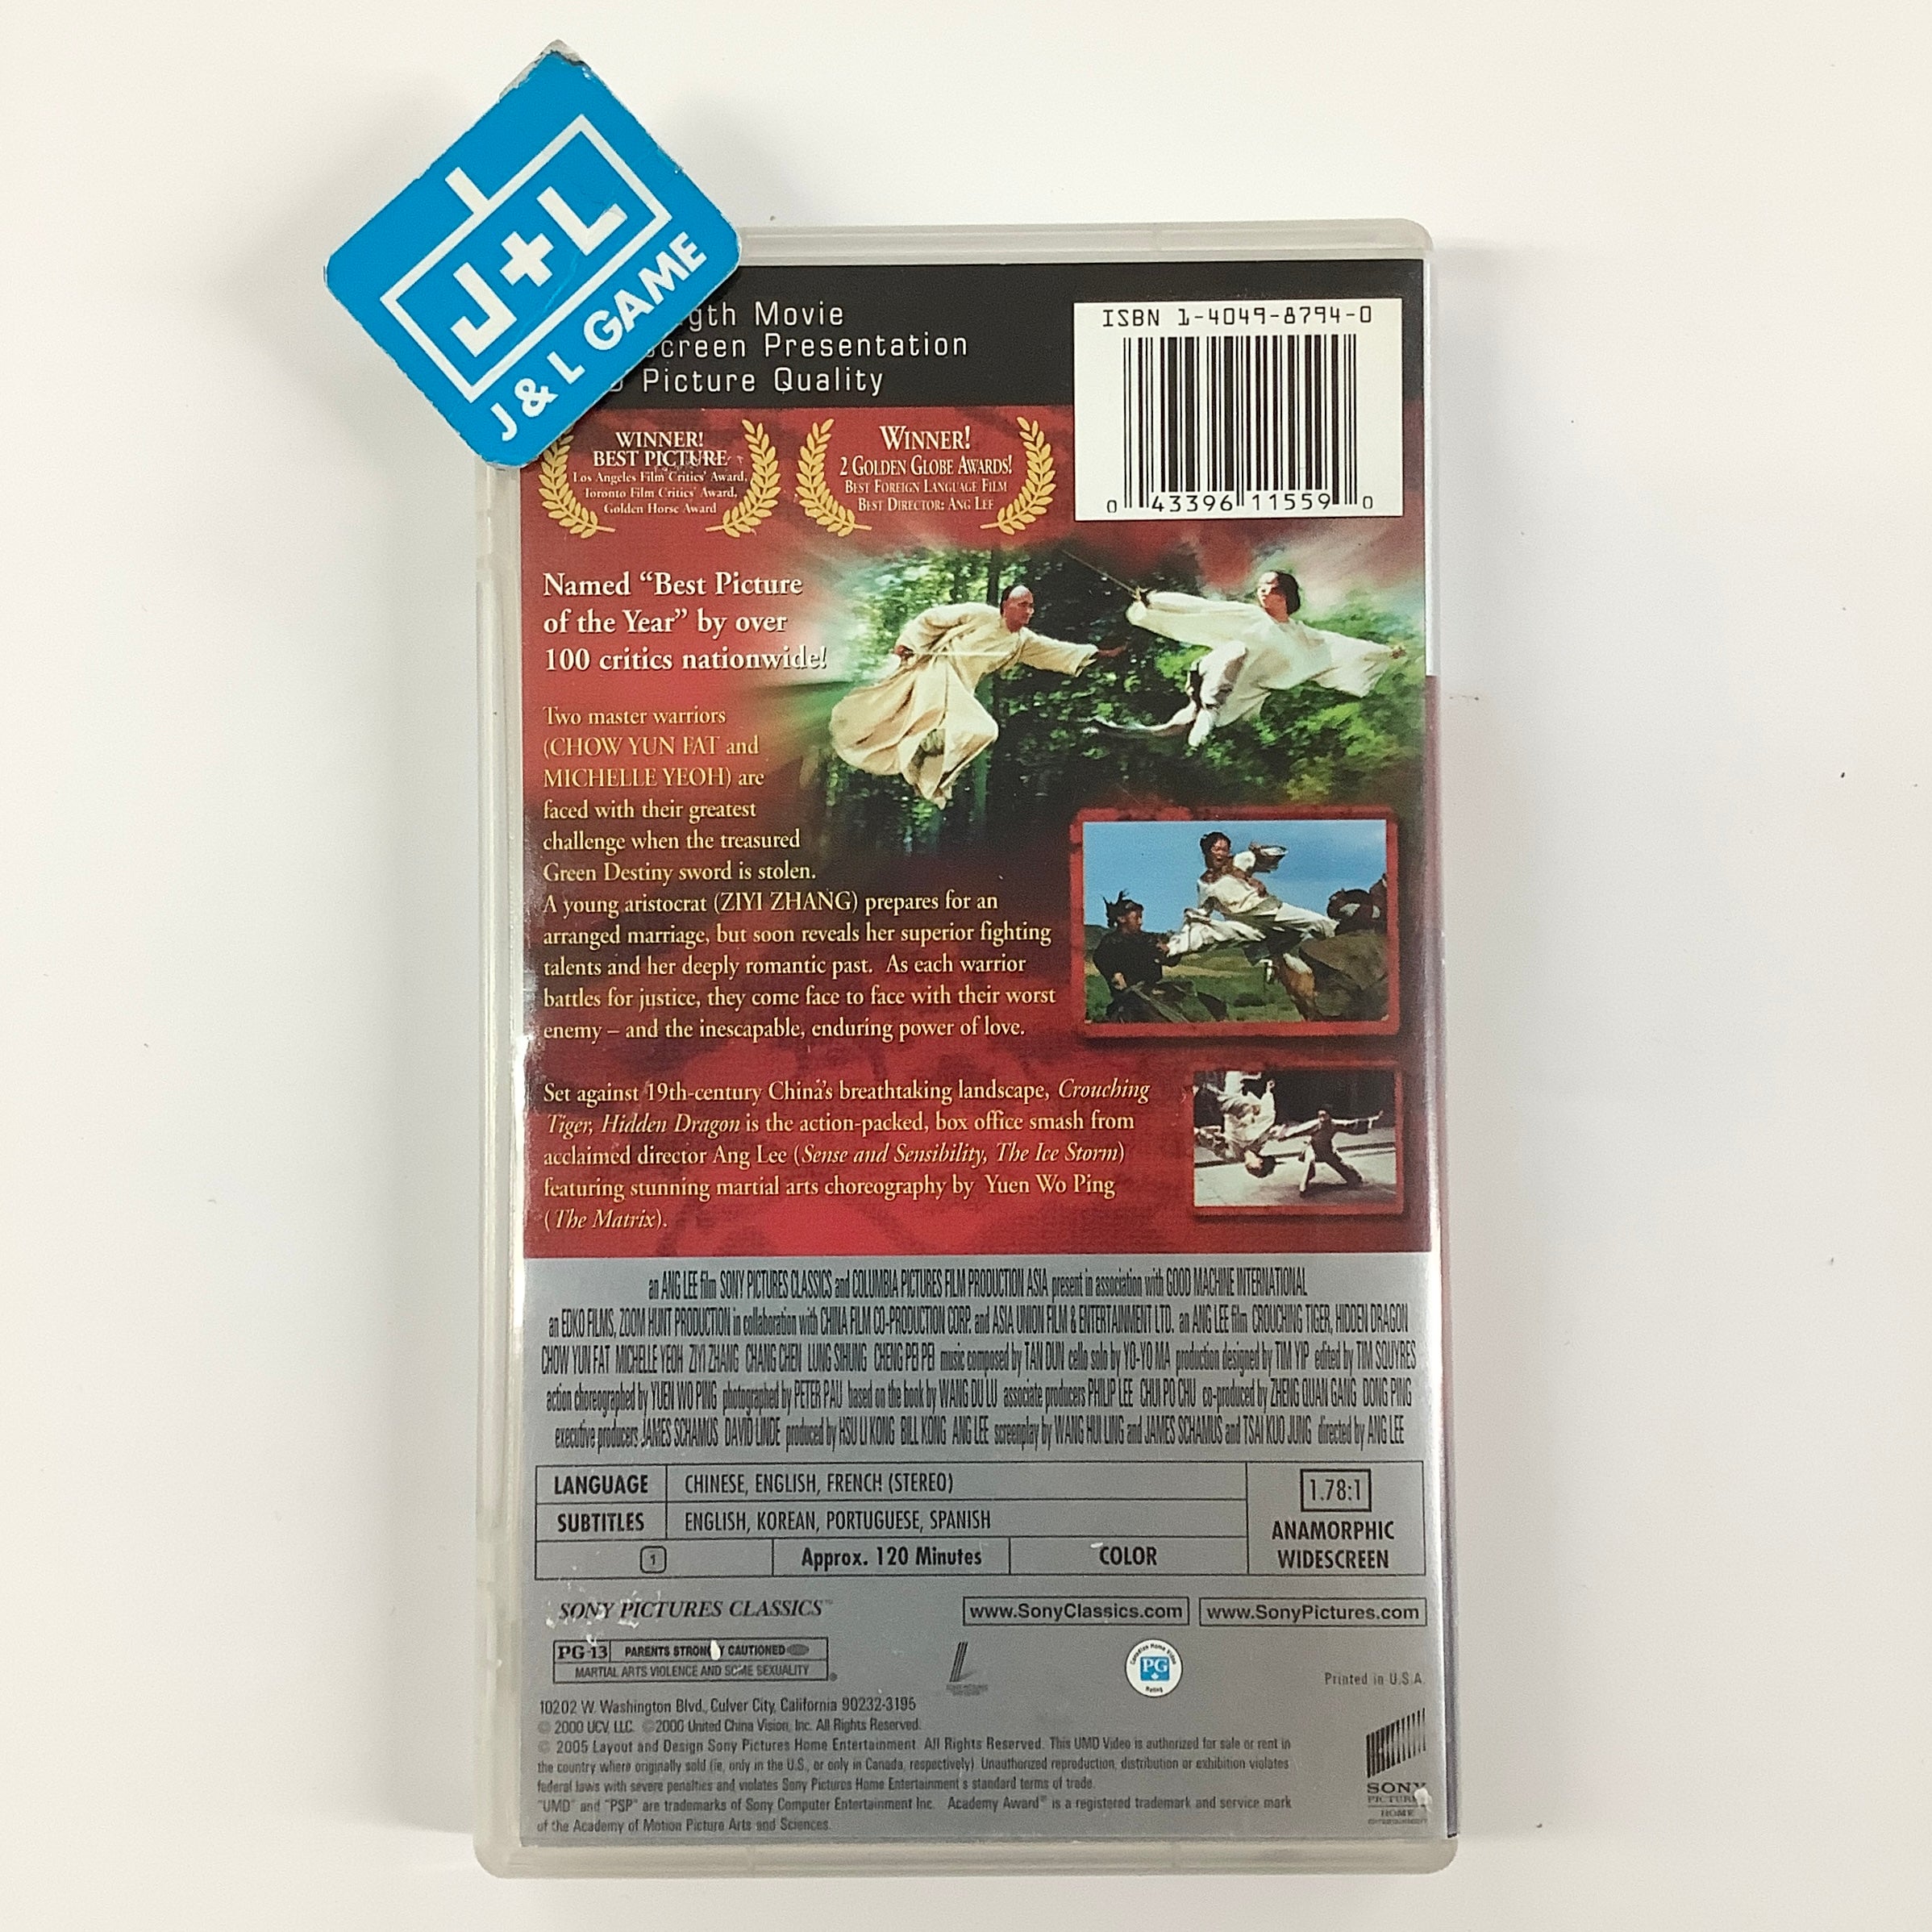 J+L
J & L GAME
Movie
Presentation
Picture Quality
ISBN 1-4049-8794-0
0 43396 11559 0
WINNER!
BEST PICTURE
Los Angeles Film Critics' Award,
Toronto Film Critics' Award,
Golden Horse Award
WINNER!
2 GOLDEN GLOBE AWARDS!
BEST FOREIGN LANGUAGE FILM
BEST DIRECTOR: ANG LEE
Named “Best Picture
of the Year” by over
100 critics nationwide!
Two master warriors
(CHOW YUN FAT and
MICHELLE YEOH) are
faced with their greatest
challenge when the treasured
Green Destiny sword is stolen.
A young aristocrat (ZIYI ZHANG) prepares for an
arranged marriage, but soon reveals her superior fighting
talents and her deeply romantic past. As each warrior
battles for justice, they come face to face with their worst
enemy – and the inescapable, enduring power of love.
Set against 19th-century China's breathtaking landscape, Crouching
Tiger, Hidden Dragon is the action-packed, box office smash from
acclaimed director Ang Lee (Sense and Sensibility, The Ice Storm)
featuring stunning martial arts choreography by Yuen Wo Ping
(The Matrix).
an ANG LEE film SONY PICTURES CLASSICS and COLUMBIA PICTURES FILM PRODUCTION ASIA present in association with GOOD MACHINE INTERNATIONAL
an EDKO FILMS, ZOOM HUNT PRODUCTION in collaboration with CHINA FILM CO-PRODUCTION CORP. and ASIA UNION FILM & ENTERTAINMENT LTD. an ANG LEE film CROUCHING TIGER, HIDDEN DRAGON
CHOW YUN FAT MICHELLE YEOH ZIYI ZHANG CHANG CHEN LUNG SIHUNG CHENG PEI PEI music composed by TAN DUN cello solo by YO-YO MA production designed by TIM YIP edited by TIM SQUYRES
action choreographed by YUEN WO PING photographed by PETER PAU based on the book by WANG DU LU associate producers PHILIP LEE CHUI PO CHU co-produced by ZHENG QUAN GANG DONG PING
executive producers JAMES SCHAMUS DAVID LINDE produced by HSU LI KONG BILL KONG ANG LEE screenplay by WANG HUI LING and JAMES SCHAMUS and TSAI KUO JUNG directed by ANG LEE
LANGUAGE CHINESE, ENGLISH, FRENCH (STEREO)
SUBTITLES ENGLISH, KOREAN, PORTUGUESE, SPANISH
1 Approx. 120 Minutes COLOR
1.78:1
ANAMORPHIC
WIDESCREEN
SONY PICTURES CLASSICS™
www.SonyClassics.com
www.SonyPictures.com
PG-13 PARENTS STRONGLY CAUTIONED
MARTIAL ARTS VIOLENCE AND SOME SEXUALITY ®
Canadian Home Video
PG
Rating
Printed in U.S.A.
10202 W. Washington Blvd., Culver City, California 90232-3195
© 2000 UCV, LLC. ©2000 United China Vision, Inc. All Rights Reserved.
© 2005 Layout and Design Sony Pictures Home Entertainment. All Rights Reserved. This UMD Video is authorized for sale or rent in
the country where originally sold (ie, only in the U.S., or only in Canada, respectively). Unauthorized reproduction, distribution or exhibition violates
federal laws with severe penalties and violates Sony Pictures Home Entertainment's standard terms of trade.
"UMD" and "PSP" are trademarks of Sony Computer Entertainment Inc. Academy Award® is a registered trademark and service mark
of the Academy of Motion Picture Arts and Sciences.
SONY
PICTURES
HOME
ENTERTAINMENT